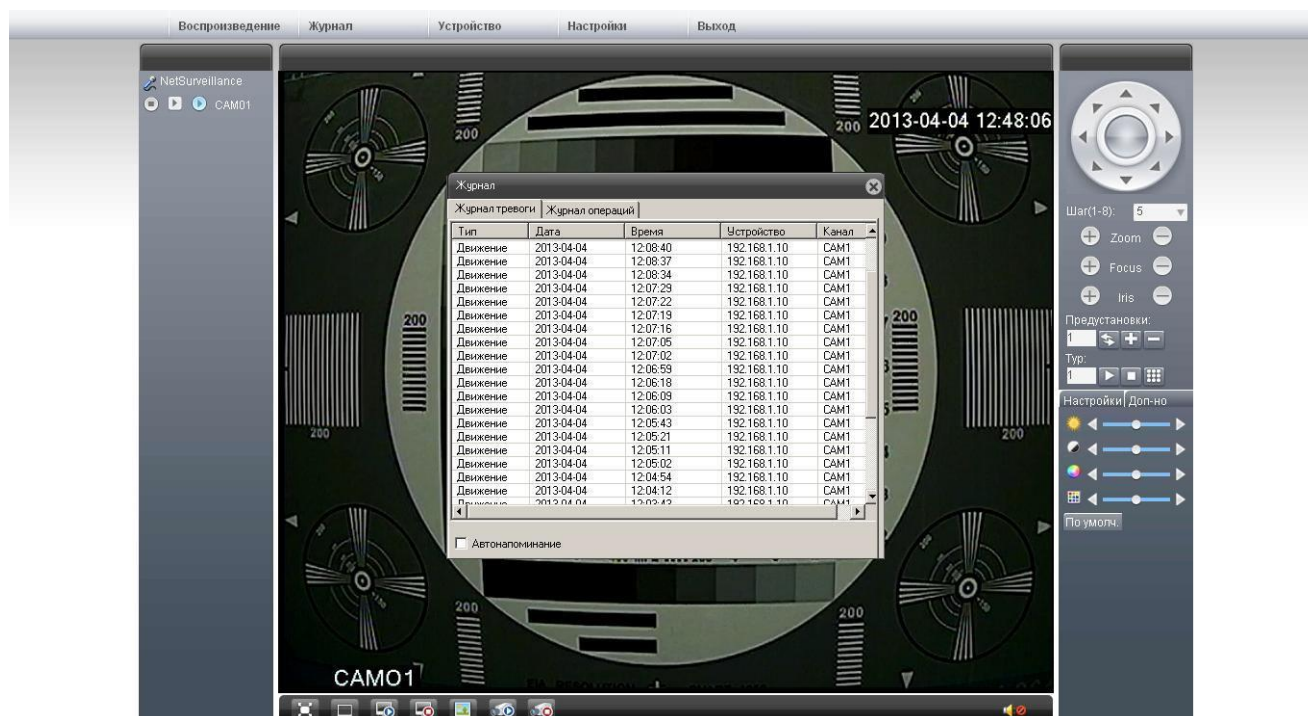 Воспроизведение Журнал Устройство Настройки Выход
NetSurveillance
CAM01
2013-04-04 12:48:06
200
200
Журнал
Журнал тревоги Журнал операций
Тип Дата Время Устройство Канал
Движение 2013-04-04 12:08:40 192.168.1.10 CAM1
Движение 2013-04-04 12:08:37 192.168.1.10 CAM1
Движение 2013-04-04 12:08:34 192.168.1.10 CAM1
Движение 2013-04-04 12:07:29 192.168.1.10 CAM1
Движение 2013-04-04 12:07:22 192.168.1.10 CAM1
Движение 2013-04-04 12:07:19 192.168.1.10 CAM1
Движение 2013-04-04 12:07:16 192.168.1.10 CAM1
Движение 2013-04-04 12:07:05 192.168.1.10 CAM1
Движение 2013-04-04 12:07:02 192.168.1.10 CAM1
Движение 2013-04-04 12:06:59 192.168.1.10 CAM1
Движение 2013-04-04 12:06:18 192.168.1.10 CAM1
Движение 2013-04-04 12:06:09 192.168.1.10 CAM1
Движение 2013-04-04 12:06:03 192.168.1.10 CAM1
Движение 2013-04-04 12:05:43 192.168.1.10 CAM1
Движение 2013-04-04 12:05:21 192.168.1.10 CAM1
Движение 2013-04-04 12:05:11 192.168.1.10 CAM1
Движение 2013-04-04 12:05:02 192.168.1.10 CAM1
Движение 2013-04-04 12:04:54 192.168.1.10 CAM1
Движение 2013-04-04 12:04:12 192.168.1.10 CAM1
Движение 2013-04-04 12:03:42 192.168.1.10 CAM1
Автонапоминание
200
200
200
200
200
200
CAM01
Шаг(1-8): 5
Zoom
Focus
Iris
Предустановки:
1
Тур:
1
Настройки Доп-но
По умолч.